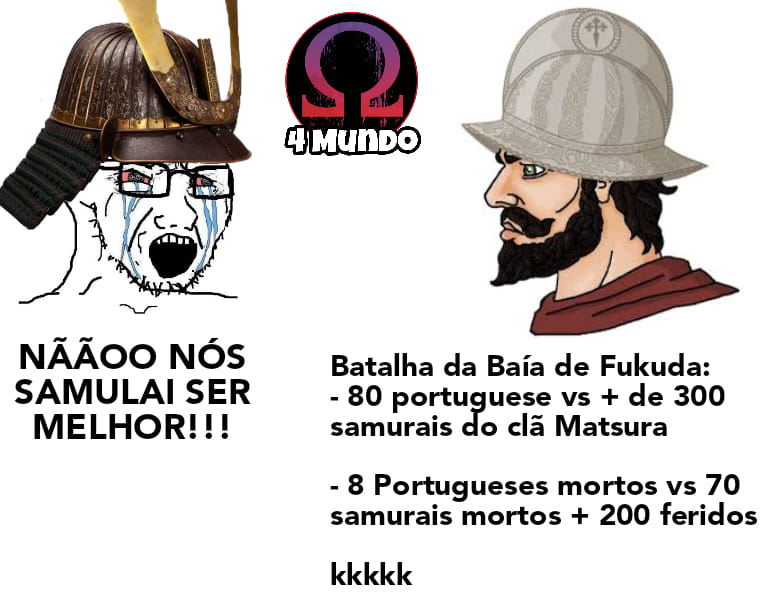 4 MUNDO
NÃÃOO NÓS
SAMULAI SER
MELHOR!!!
Batalha da Baía de Fukuda:
- 80 portuguese vs + de 300
samurais do clã Matsura
- 8 Portugueses mortos vs 70
samurais mortos + 200 feridos
kkkkk